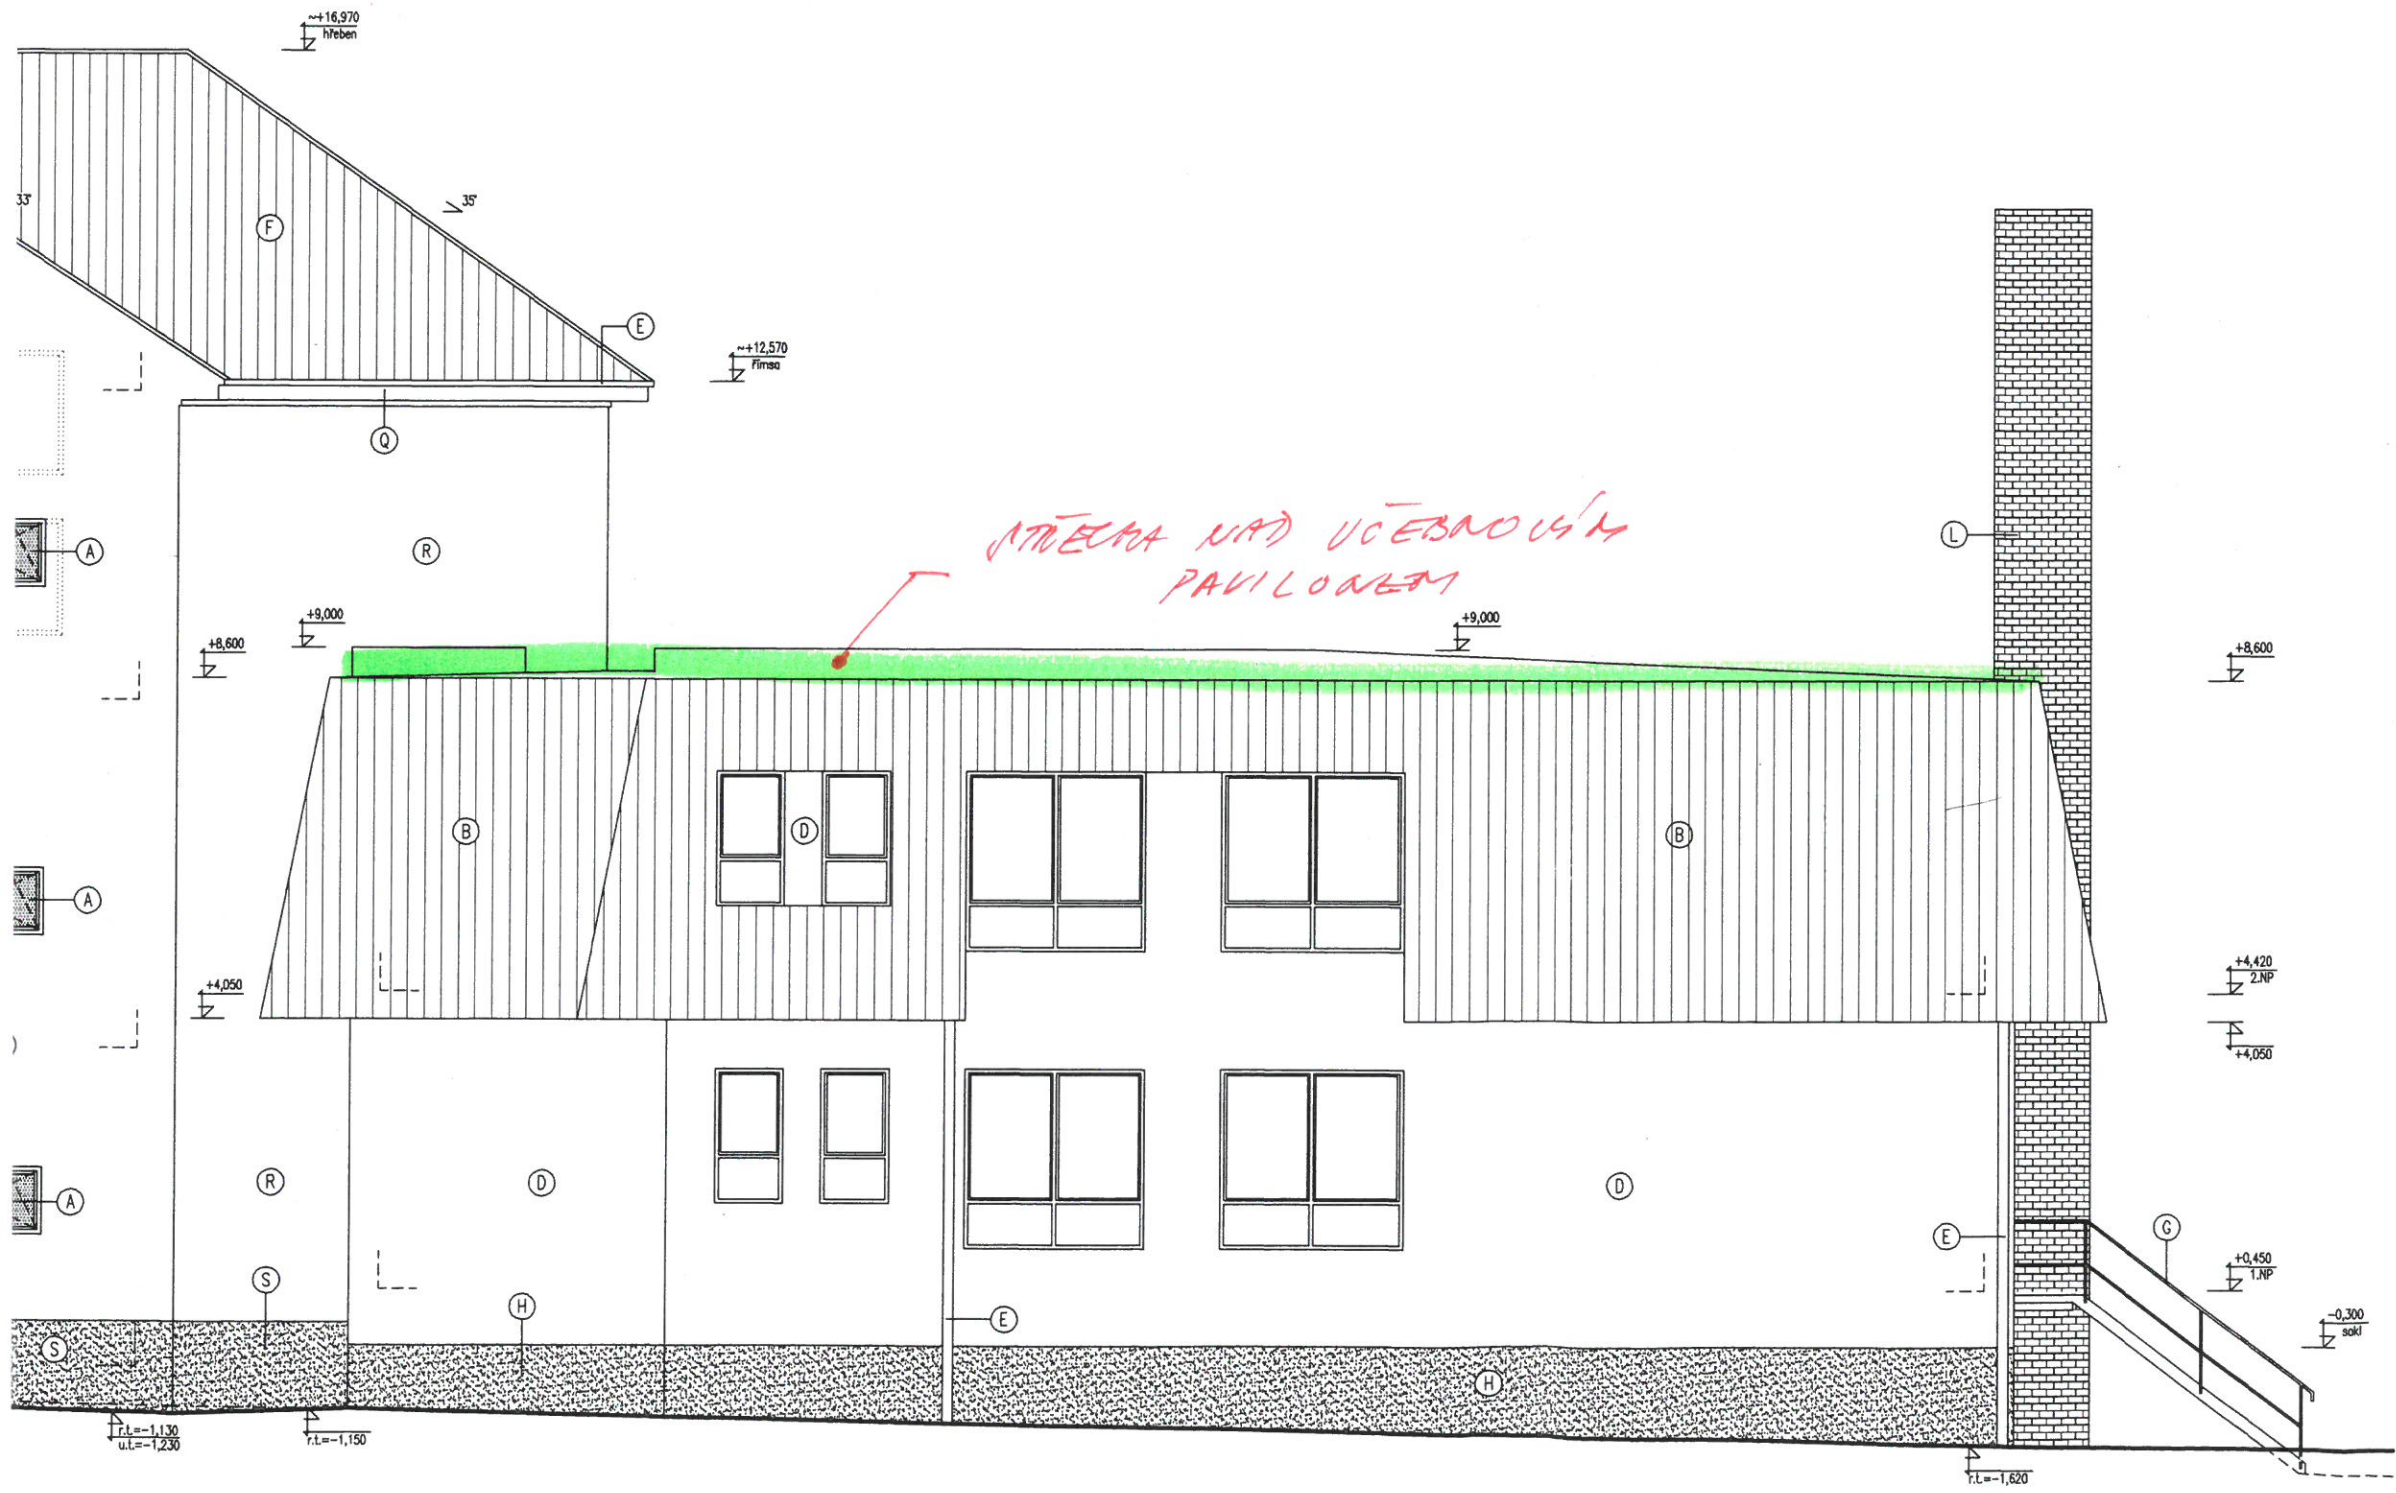 ~+16,970
hřeben
33°
35°
F
E
~+12,570
římsa
Q
A
R
L
STŘECHA NAD UČEBNOVÝM
PAVILONEM
+9,000
+9,000
+8,600
+8,600
B
D
B
A
+4,420
2.NP
+4,050
+4,050
R
D
D
A
G
E
S
H
E
+0,450
1.NP
-0,300
sokl
S
H
r.t.=-1,130
u.t.=-1,230
r.t.=-1,150
r.t.=-1,620